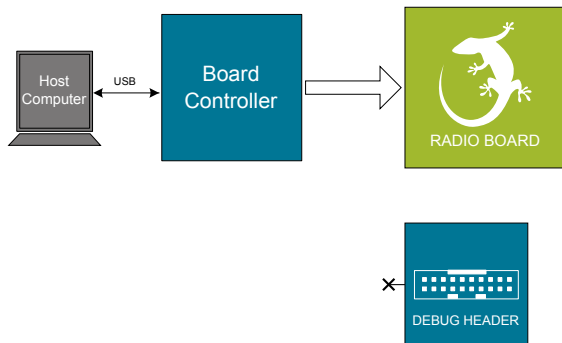 Host
Computer
USB
Board
Controller
RADIO BOARD
DEBUG HEADER